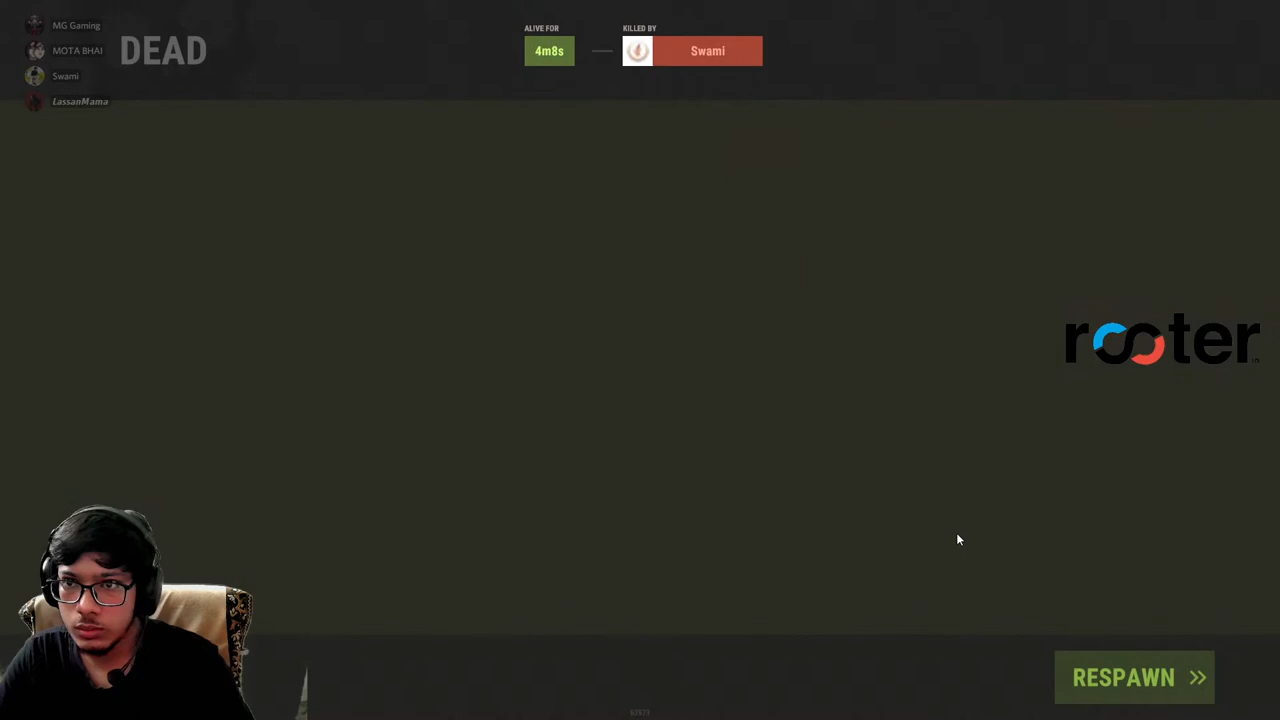 MG Gaming
MOTA BHAI
Swami
LassanMama
DEAD
ALIVE FOR
4m8s
KILLED BY
Swami
rooter
RESPAWN